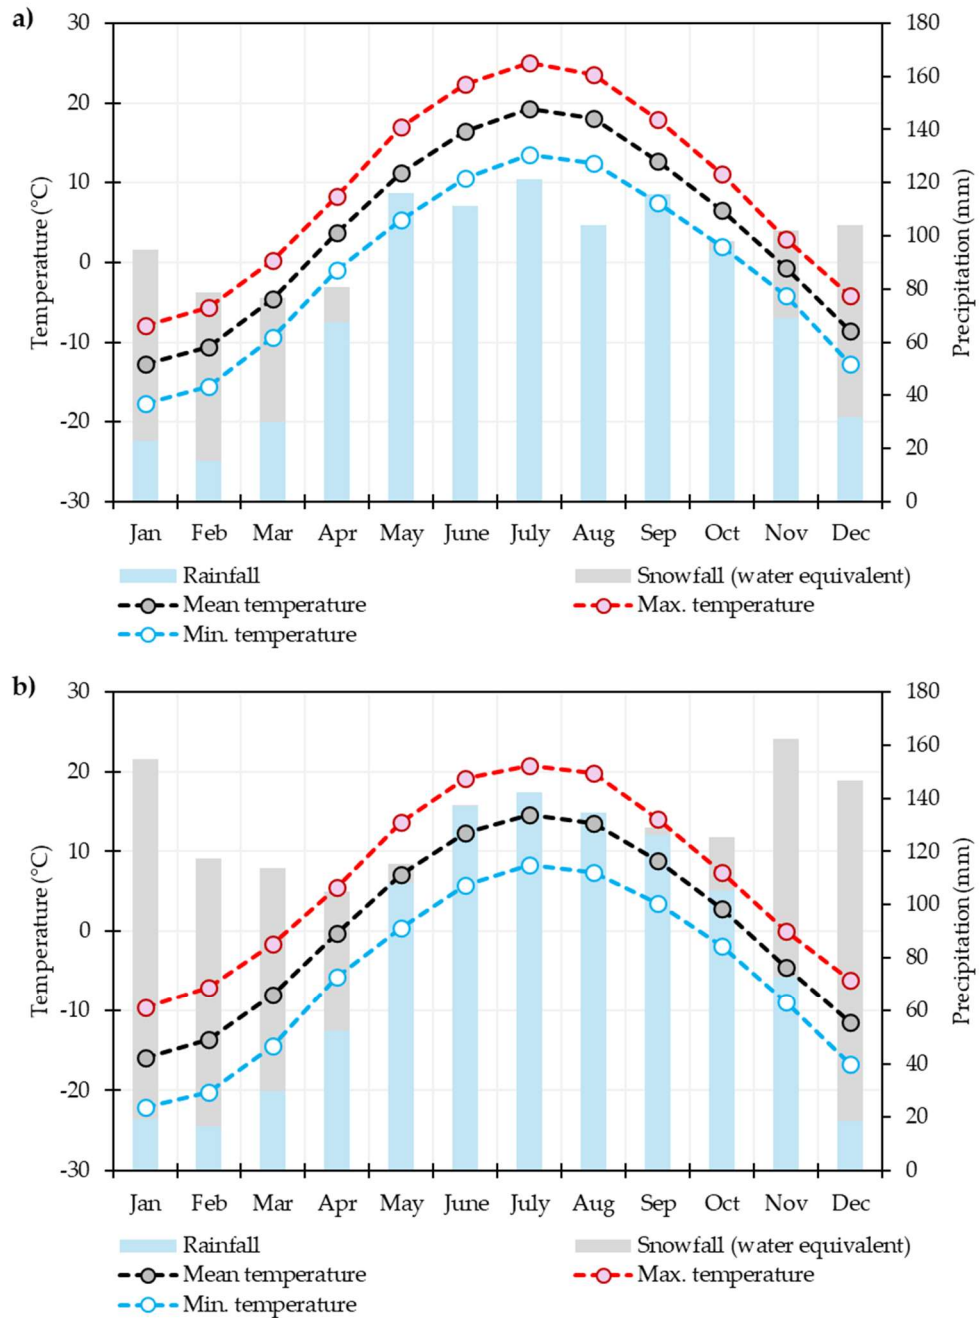 a)
30 180
20 160
10 140
0 120
-10 100
-20 80
-30 60
40
20
0
Temperature (°C)
Precipitation (mm)
Jan Feb Mar Apr May June July Aug Sep Oct Nov Dec
Rainfall Snowfall (water equivalent)
Mean temperature Max. temperature
Min. temperature
b)
30 180
20 160
10 140
0 120
-10 100
-20 80
-30 60
40
20
0
Temperature (°C)
Precipitation (mm)
Jan Feb Mar Apr May June July Aug Sep Oct Nov Dec
Rainfall Snowfall (water equivalent)
Mean temperature Max. temperature
Min. temperature